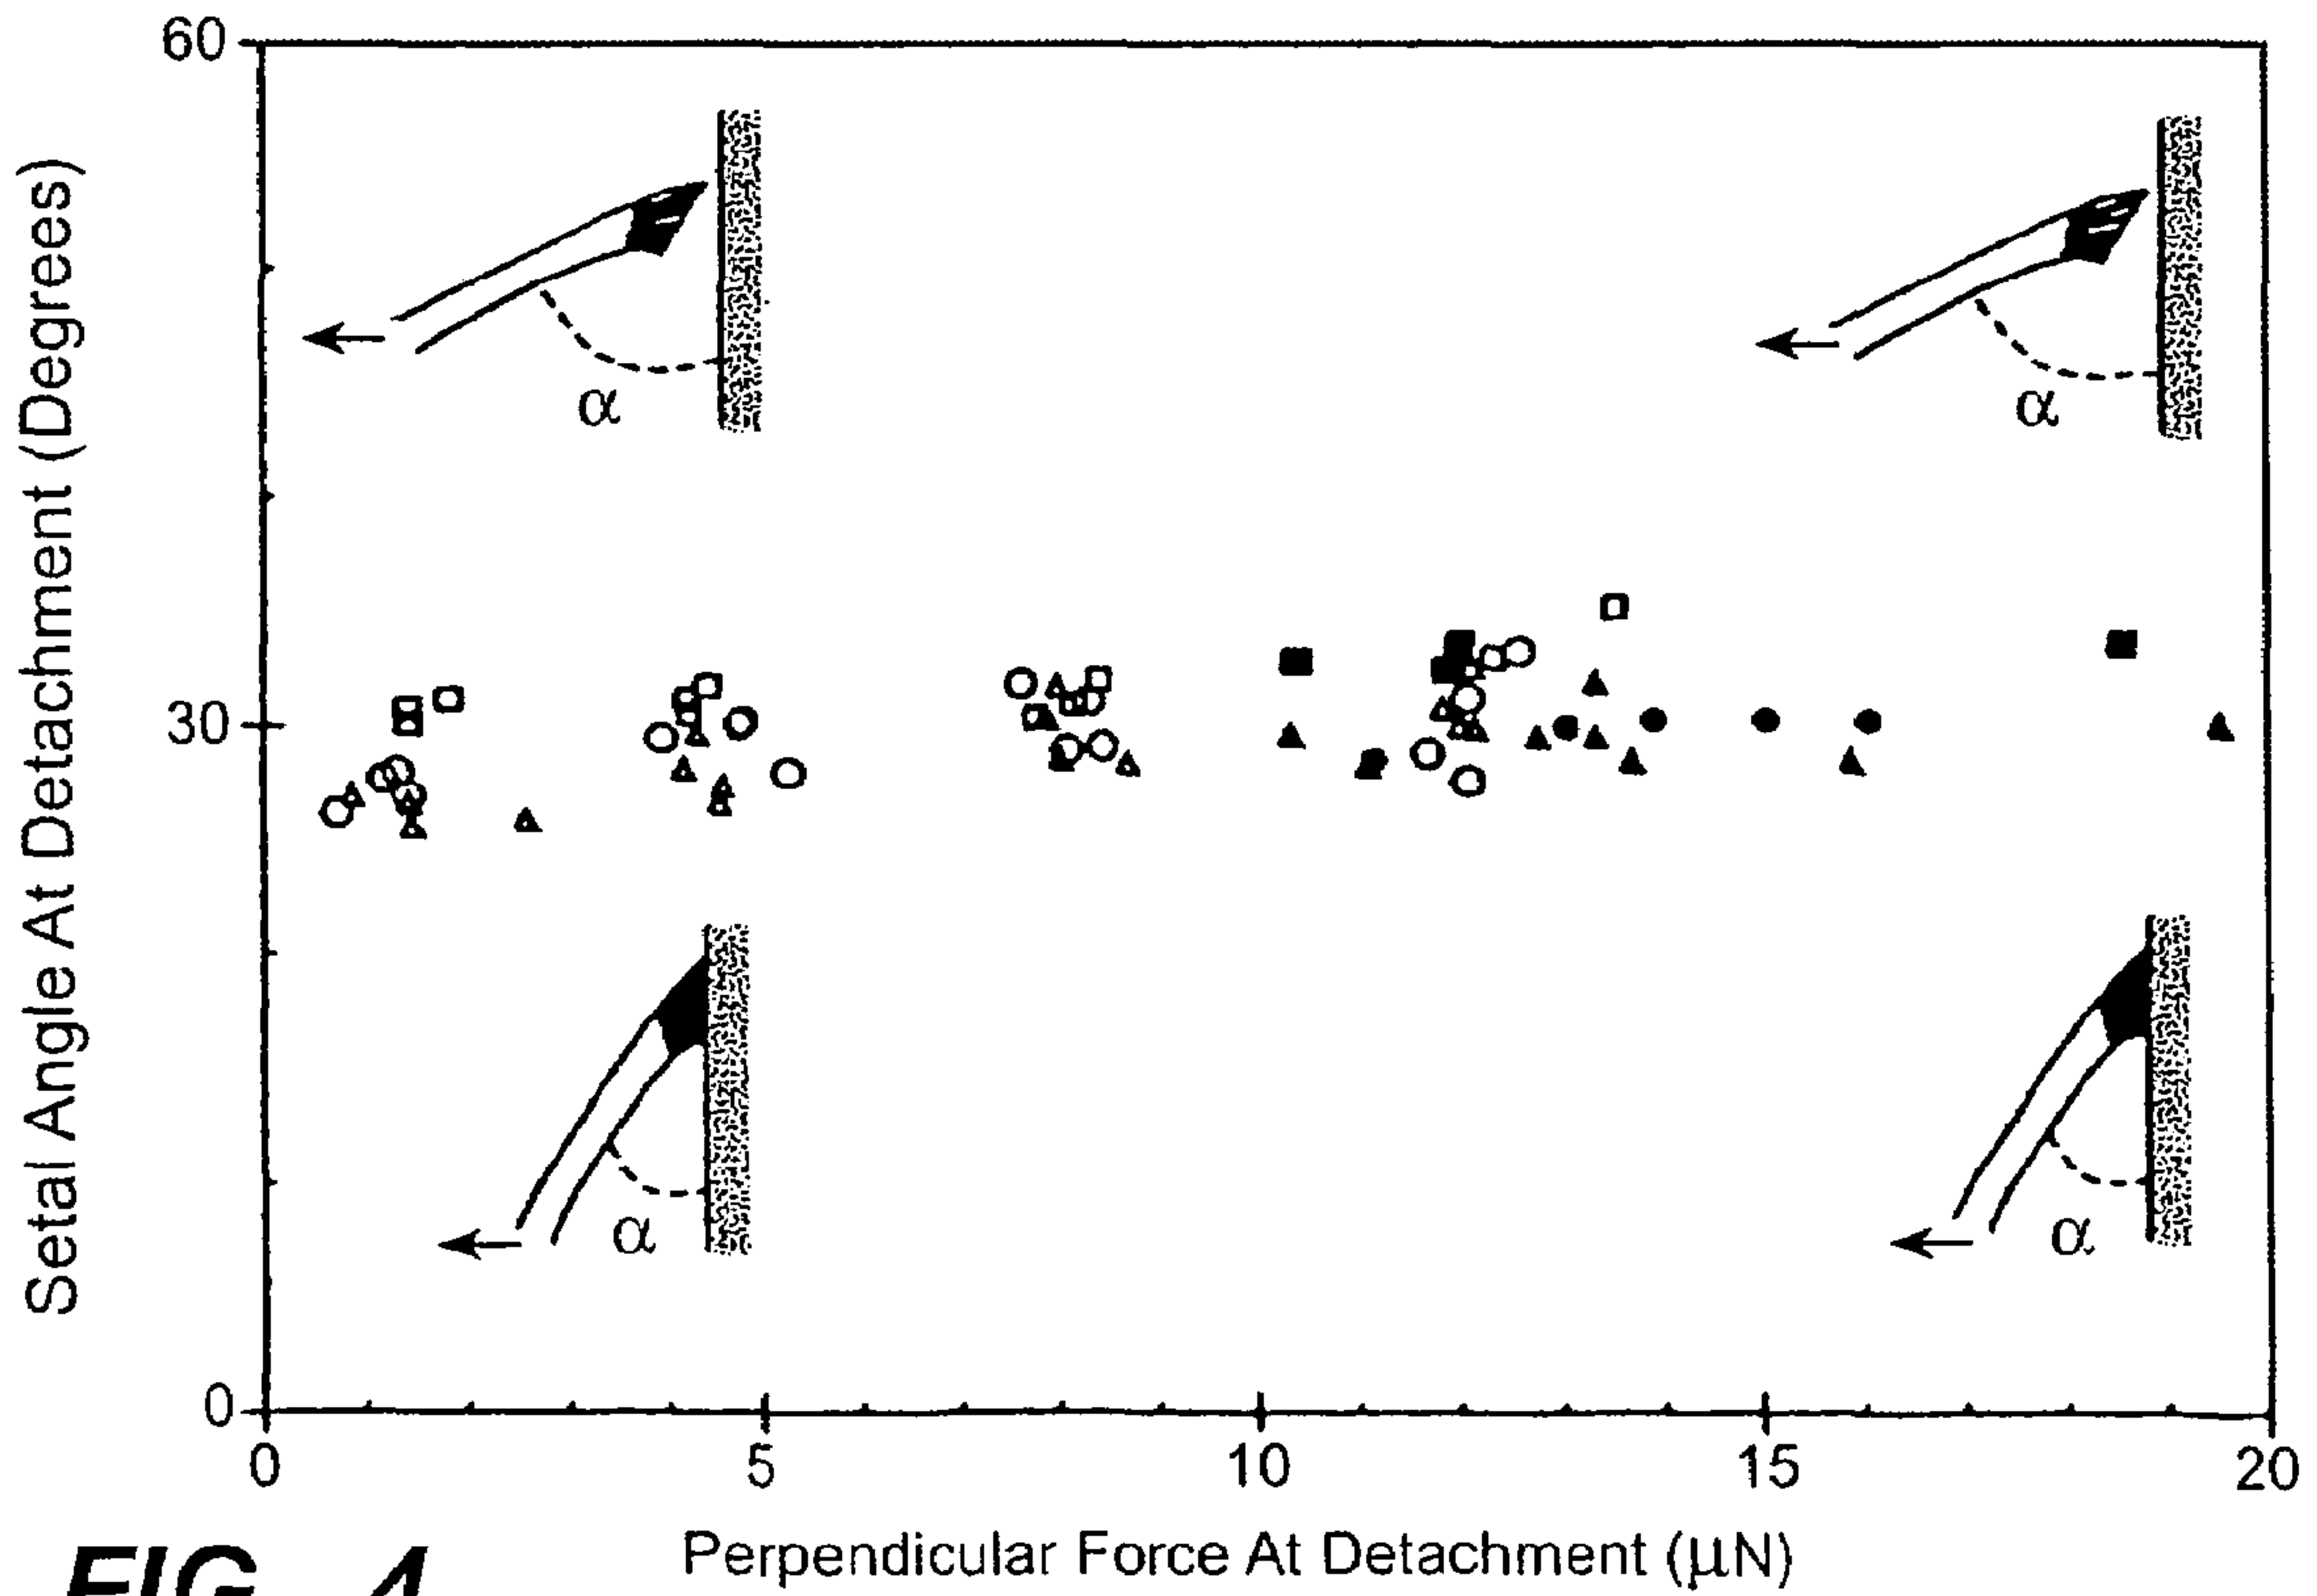 60
Setal Angle At Detachment (Degrees)
α
α
30
α
α
0
0 5 10 15 20
Perpendicular Force At Detachment (μN)
FIG. 4